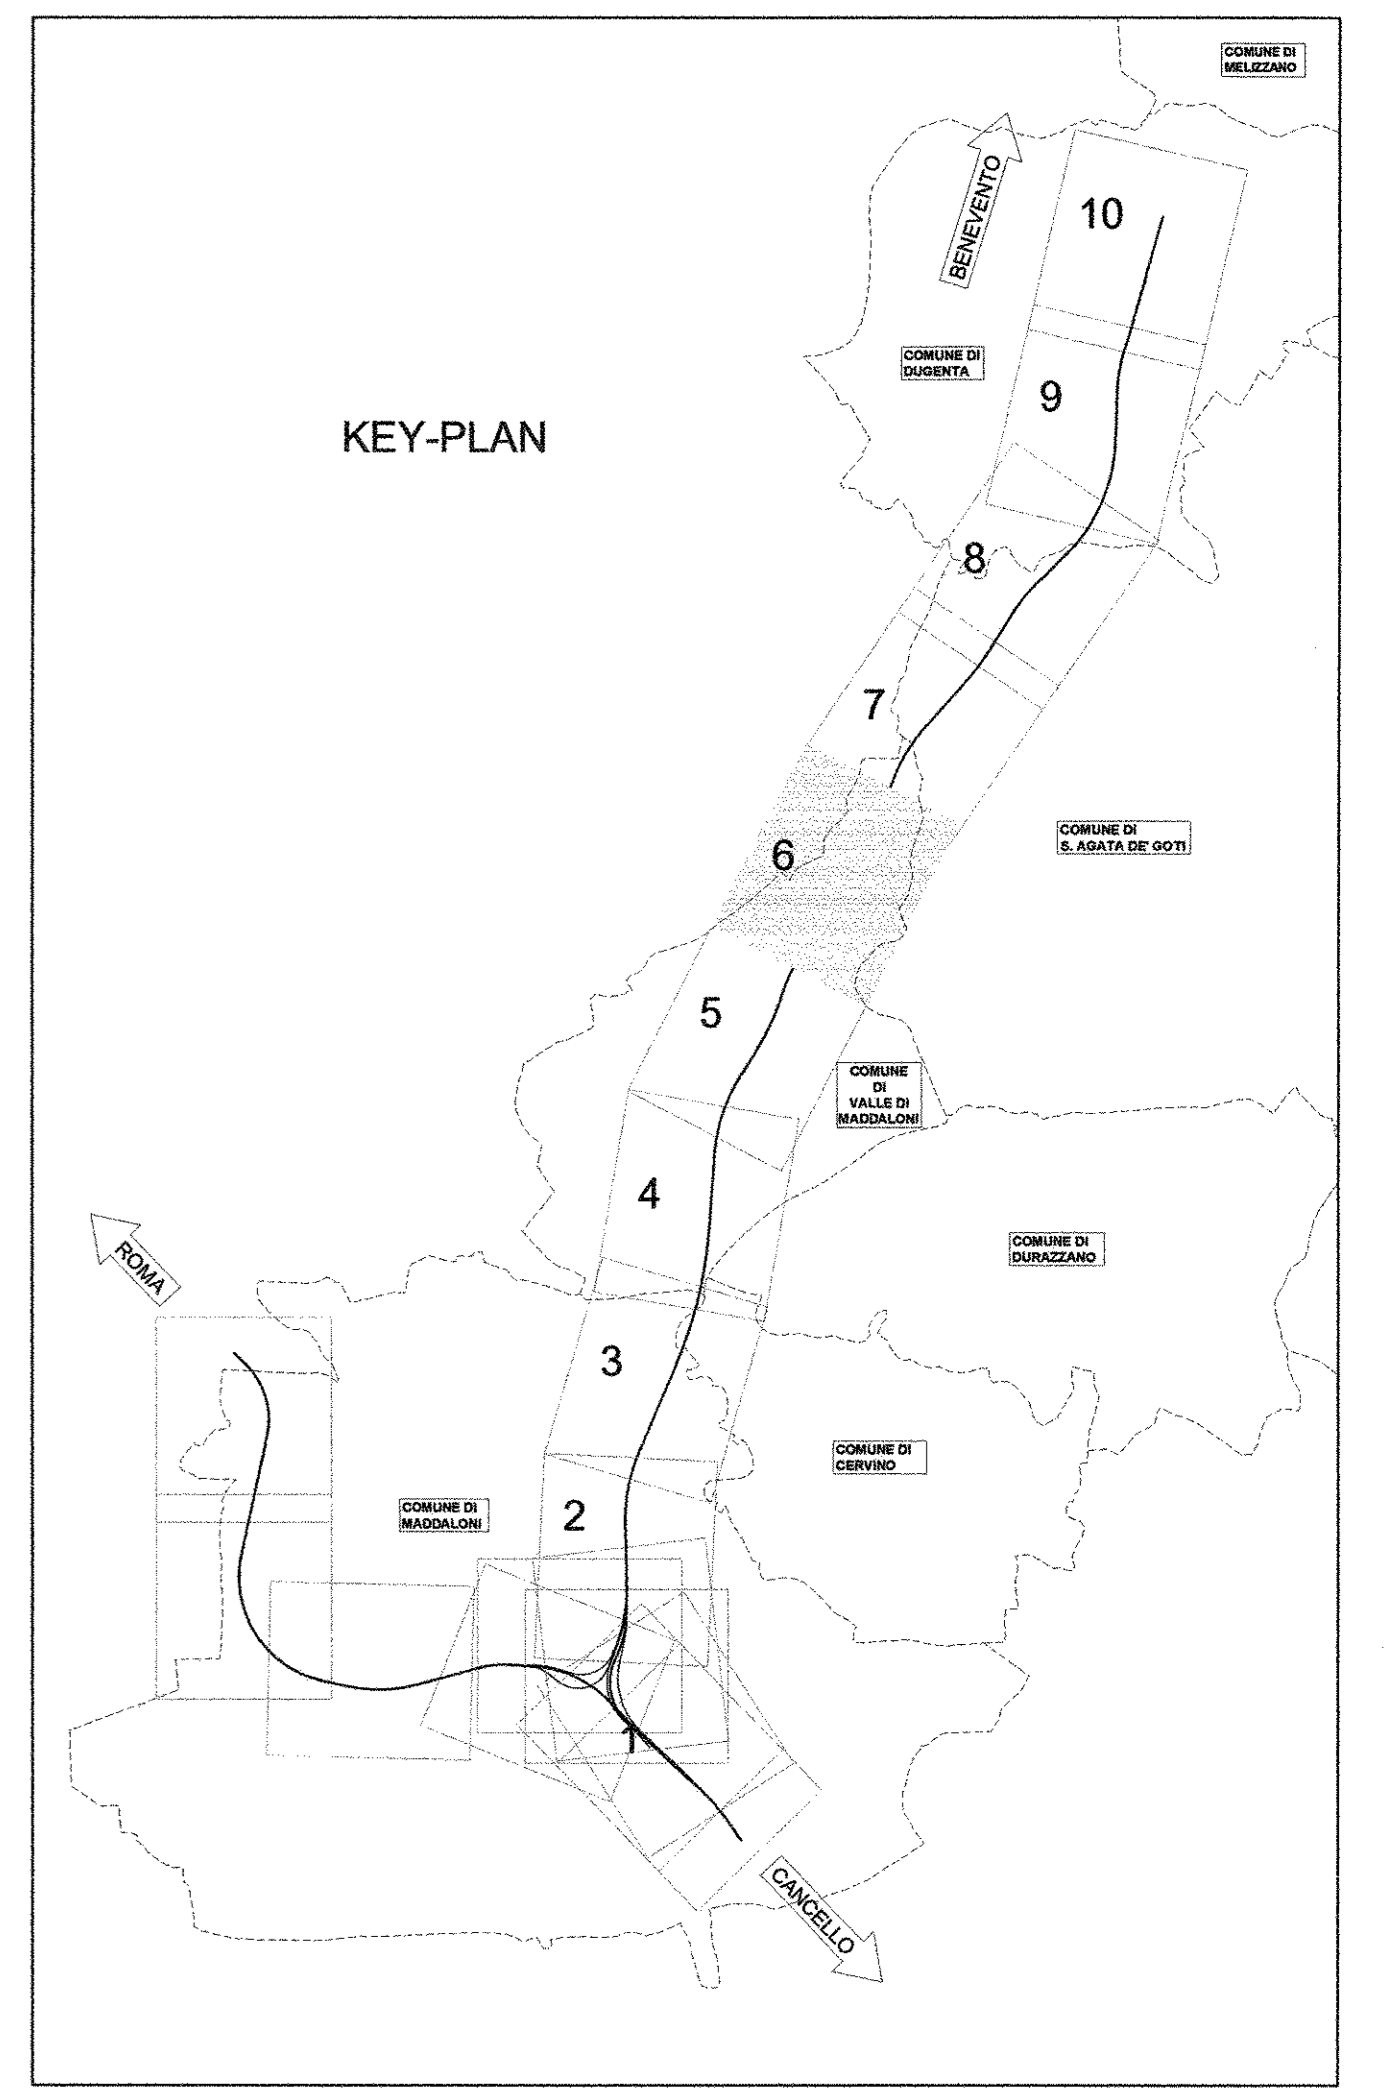 COMUNE DI
MELIZZANO
BENEVENTO
10
COMUNE DI
DUGENTA
9
KEY-PLAN
8
7
COMUNE DI
S. AGATA DE' GOTI
6
5
COMUNE
DI
VALLE DI
MADDALONI
4
ROMA
COMUNE DI
DURAZZANO
3
COMUNE DI
CERVINO
COMUNE DI
MADDALONI
2
1
CANCELLO